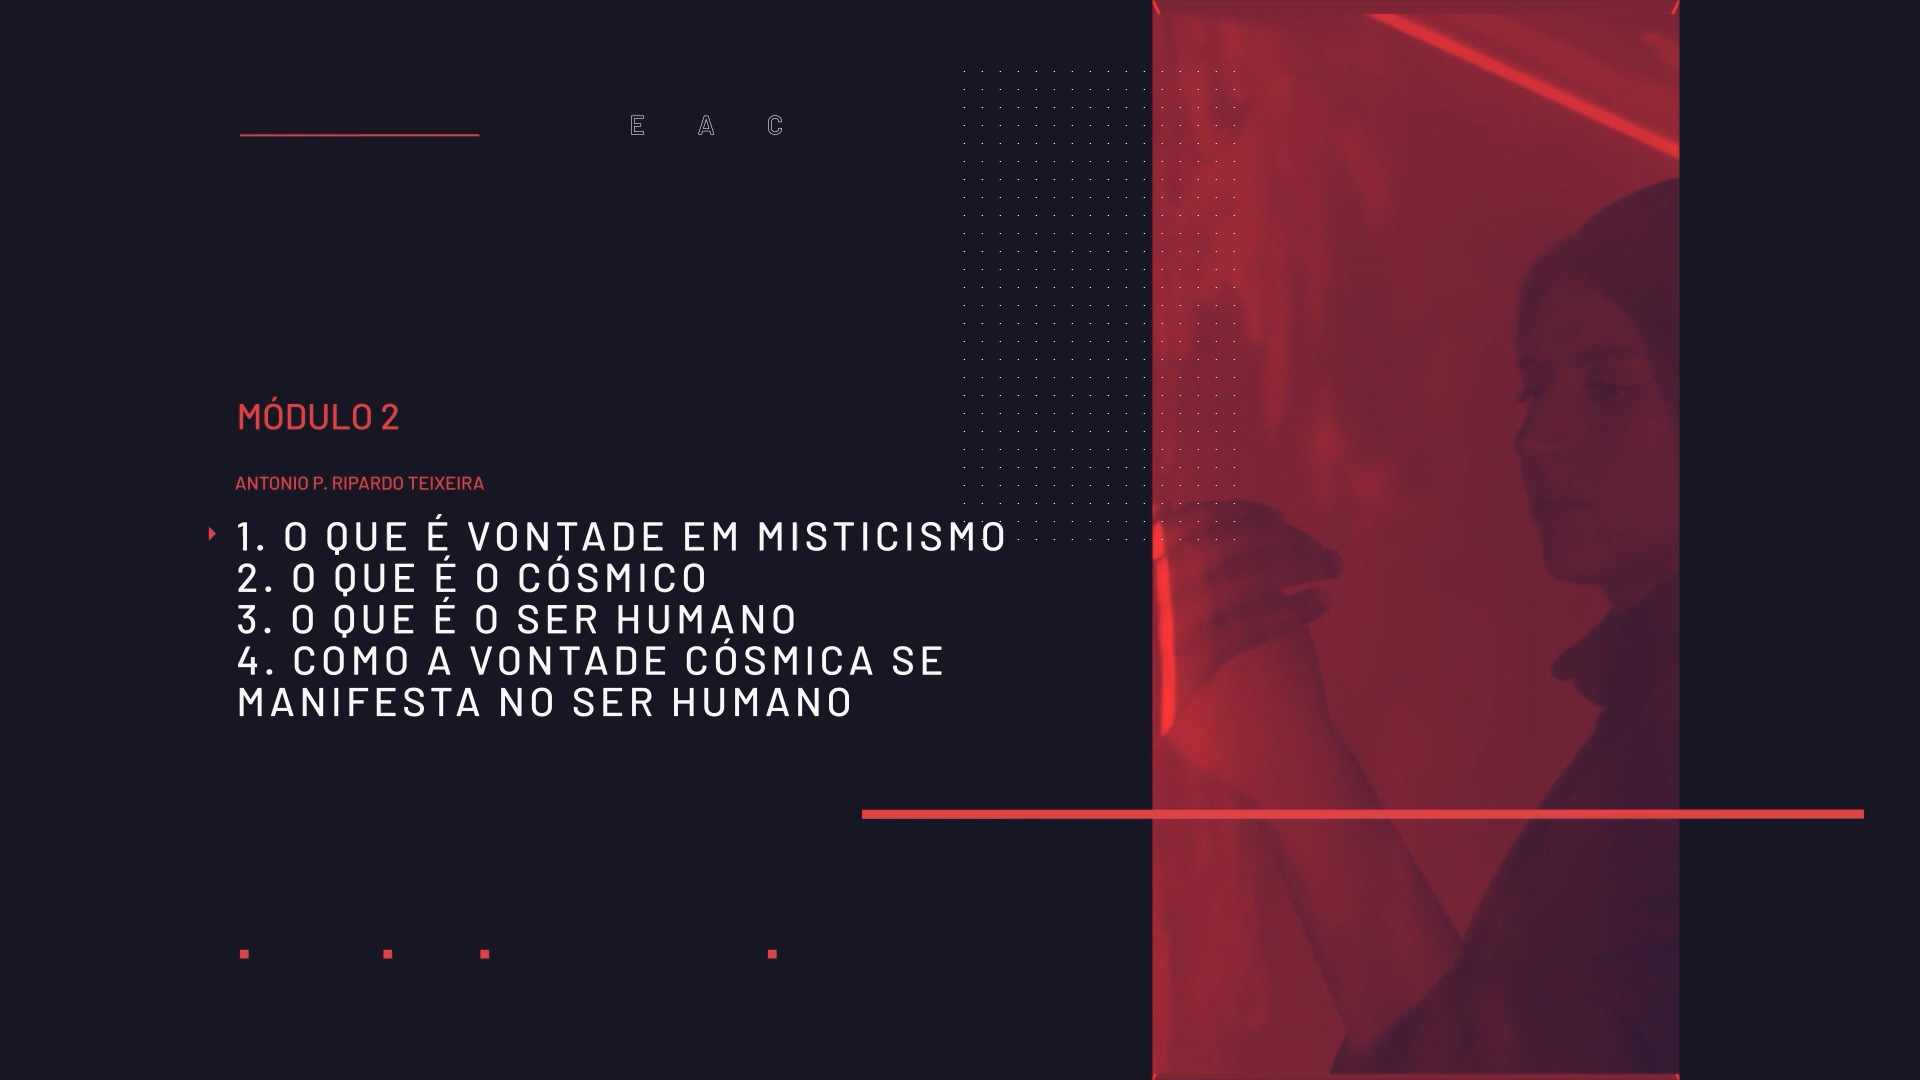 E A C
MÓDULO 2
ANTONIO P. RIPARDO TEIXEIRA
1. O QUE É VONTADE EM MISTICISMO
2. O QUE É O CÓSMICO
3. O QUE É O SER HUMANO
4. COMO A VONTADE CÓSMICA SE
MANIFESTA NO SER HUMANO